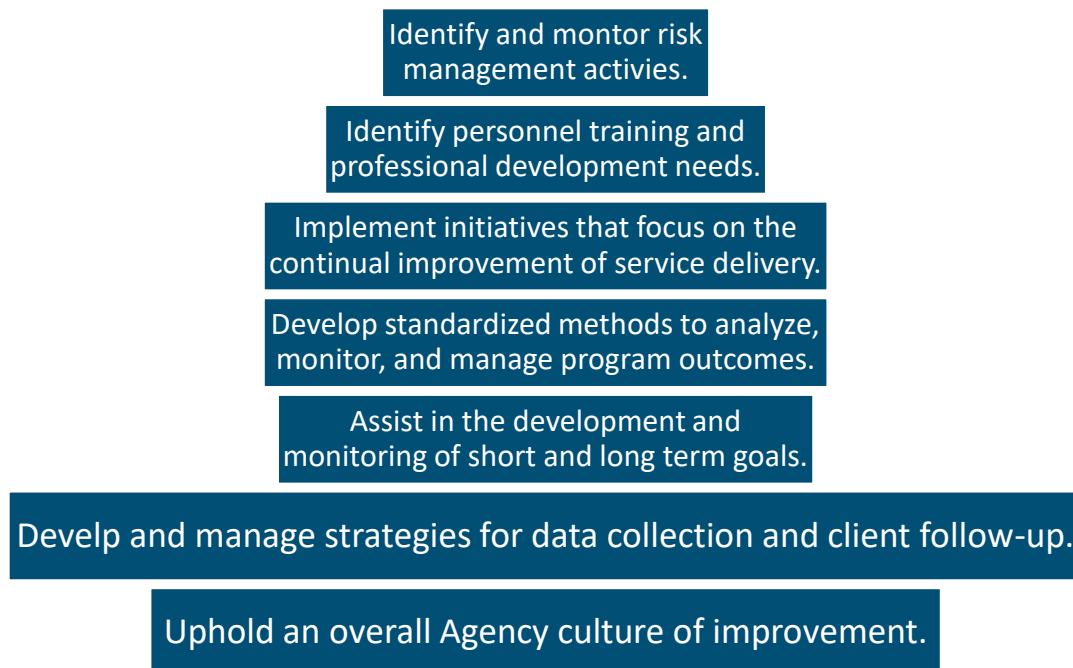 Identify and montor risk
management activies.
Identify personnel training and
professional development needs.
Implement initiatives that focus on the
continual improvement of service delivery.
Develop standardized methods to analyze,
monitor, and manage program outcomes.
Assist in the development and
monitoring of short and long term goals.
Develp and manage strategies for data collection and client follow-up.
Uphold an overall Agency culture of improvement.